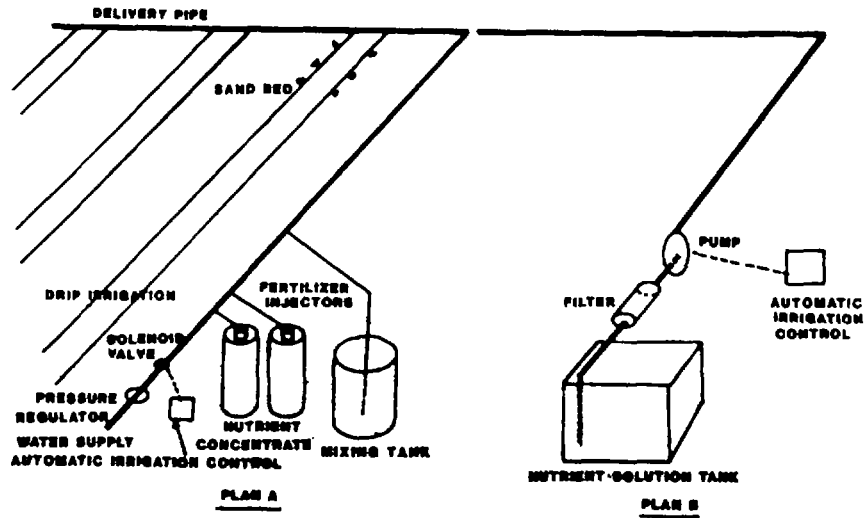 DELIVERY PIPE
SAND BED
DRIP IRRIGATION
FERTILIZER
INJECTORS
SOLENOID
VALVE
PRESSURE
REGULATOR
NUTRIENT
CONCENTRATE
MIXING TANK
WATER SUPPLY
AUTOMATIC IRRIGATION CONTROL
PLAN A
PUMP
FILTER
AUTOMATIC
IRRIGATION
CONTROL
NUTRIENT-SOLUTION TANK
PLAN B